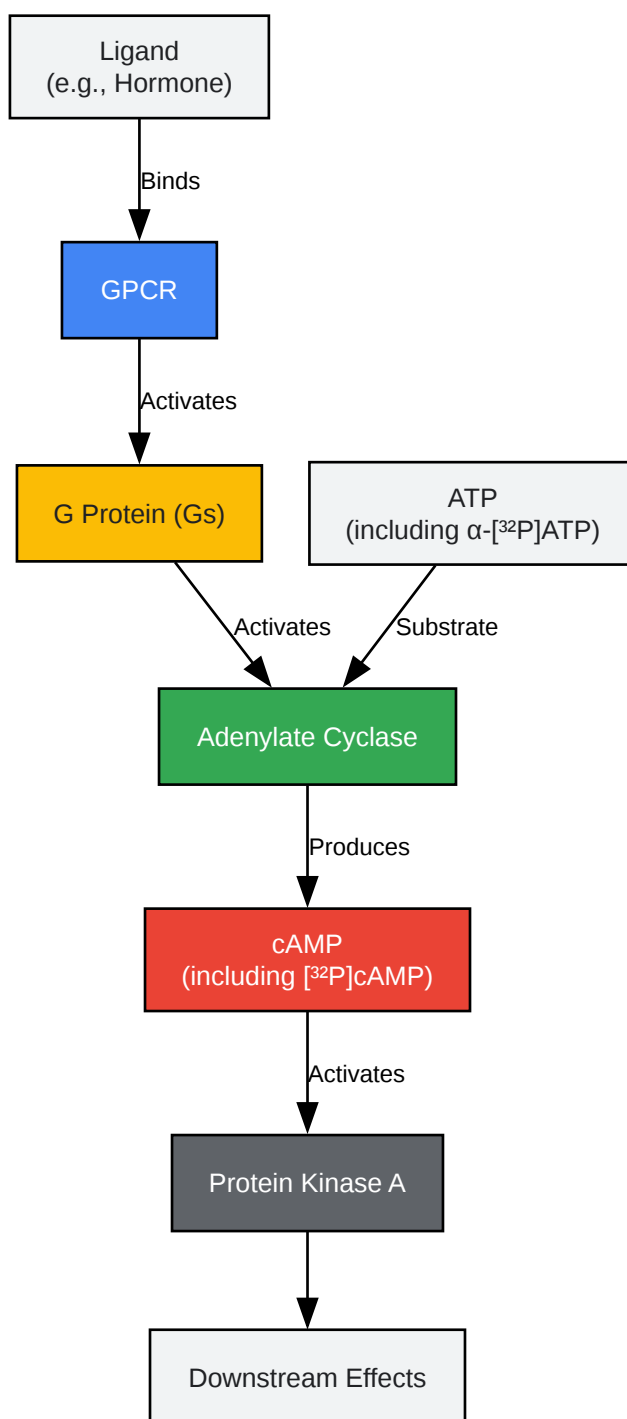 Ligand
(e.g., Hormone)
Binds
GPCR
Activates
G Protein (Gs)
ATP
(including α-[³²P]ATP)
Activates
Substrate
Adenylate Cyclase
Produces
cAMP
(including [³²P]cAMP)
Activates
Protein Kinase A
Downstream Effects